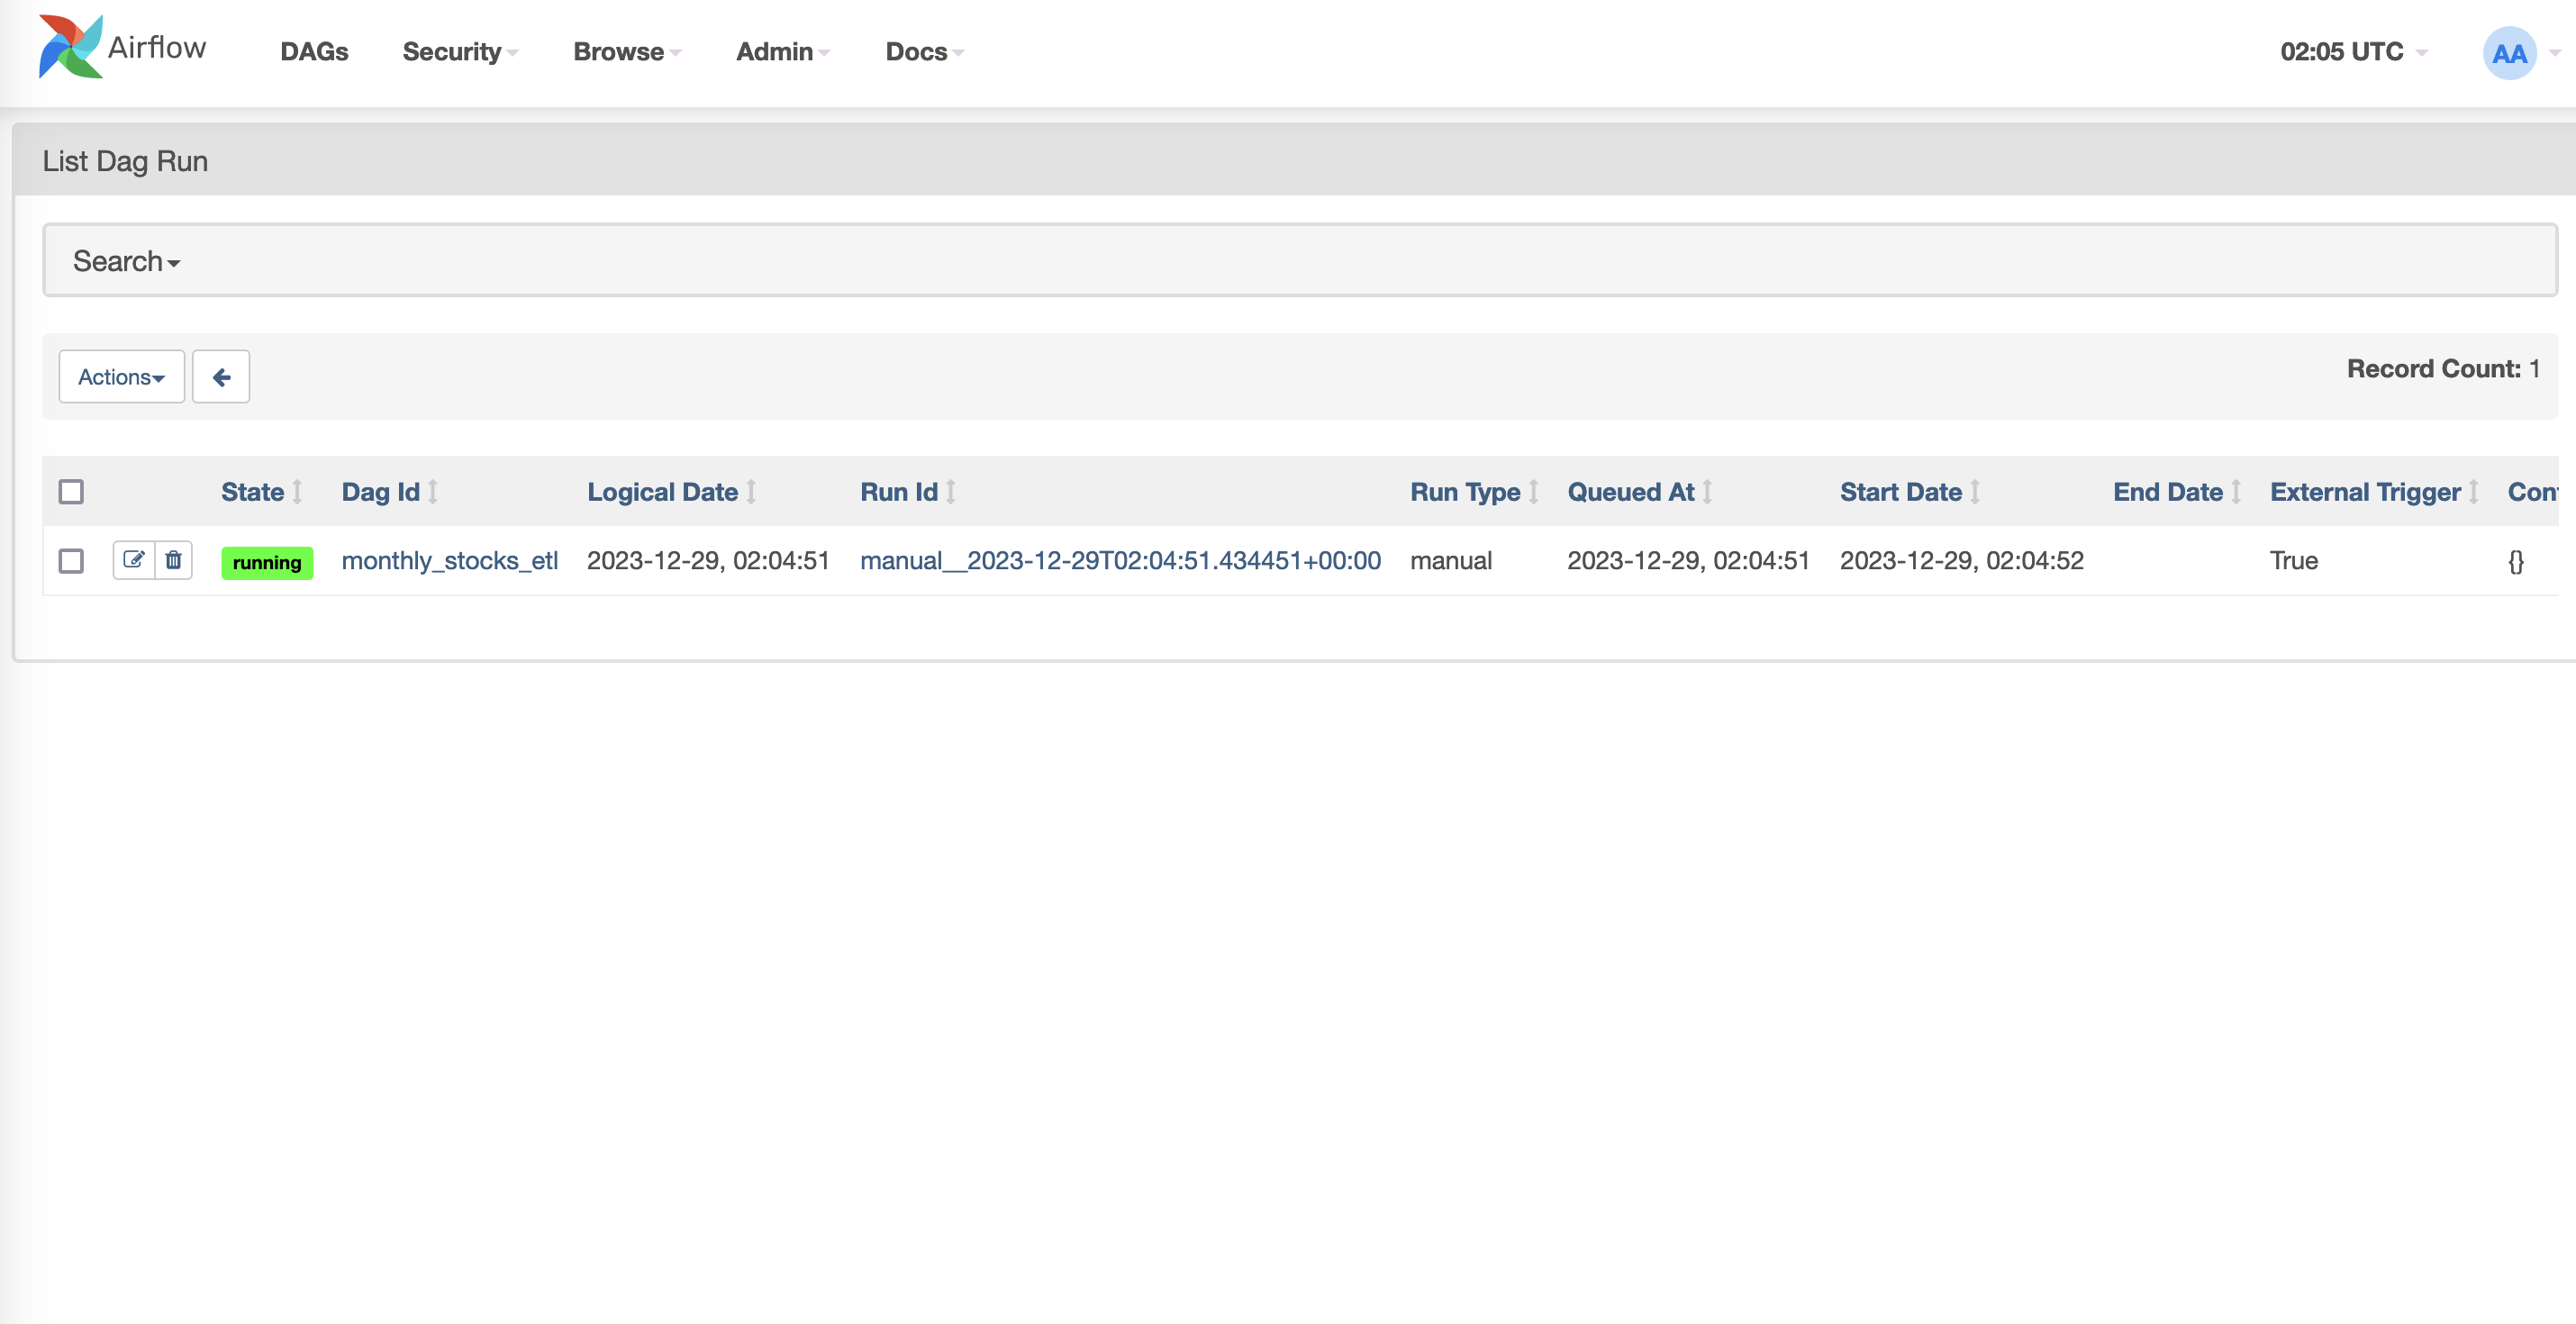 Airflow DAGs Security Browse Admin Docs 02:05 UTC AA
List Dag Run
Search
Actions Record Count: 1
State Dag Id Logical Date Run Id Run Type Queued At Start Date End Date External Trigger Con
running monthly_stocks_etl 2023-12-29, 02:04:51 manual__2023-12-29T02:04:51.434451+00:00 manual 2023-12-29, 02:04:51 2023-12-29, 02:04:52 True {}